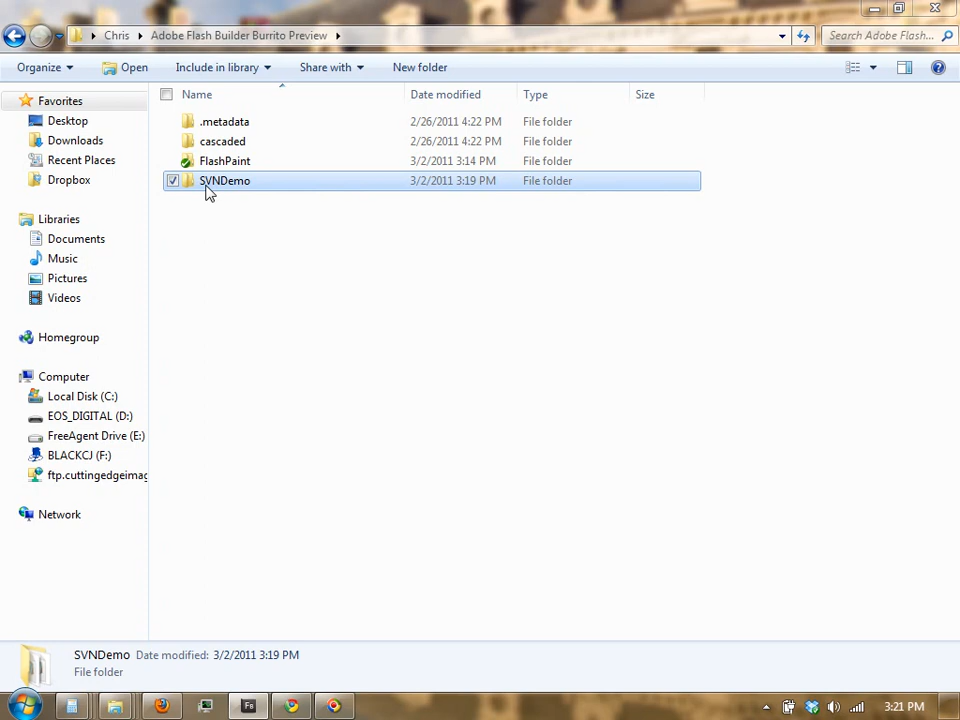 Chris Adobe Flash Builder Burrito Preview Search Adobe Flash...
Organize Open Include in library Share with New folder
Favorites
Desktop
Downloads
Recent Places
Dropbox
Libraries
Documents
Music
Pictures
Videos
Homegroup
Computer
Local Disk (C:)
EOS_DIGITAL (D:)
FreeAgent Drive (E:)
BLACKCJ (F:)
ftp.cuttingedgeimag
Network
Name Date modified Type Size
.metadata 2/26/2011 4:22 PM File folder
cascaded 2/26/2011 4:22 PM File folder
FlashPaint 3/2/2011 3:14 PM File folder
SVNDemo 3/2/2011 3:19 PM File folder
SVNDemo Date modified: 3/2/2011 3:19 PM
File folder
Fb 3:21 PM